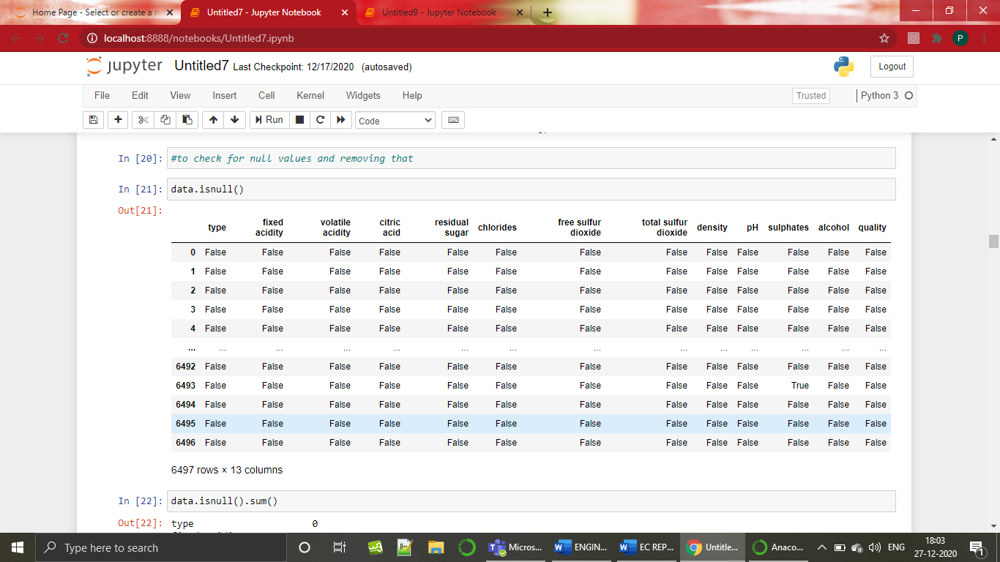 Home Page - Select or create a n
Untitled7 - Jupyter Notebook
Untitled9 - Jupyter Notebook
localhost:8888/notebooks/Untitled7.ipynb
P
jupyter Untitled7 Last Checkpoint: 12/17/2020 (autosaved)
Logout
File Edit View Insert Cell Kernel Widgets Help
Trusted
Python 3
Run
Code
In [20]: #to check for null values and removing that
In [21]: data.isnull()
Out[21]:
type fixed acidity volatile acidity citric acid residual sugar chlorides free sulfur dioxide total sulfur dioxide density pH sulphates alcohol quality
0 False False False False False False False False False False False False False
1 False False False False False False False False False False False False False
2 False False False False False False False False False False False False False
3 False False False False False False False False False False False False False
4 False False False False False False False False False False False False False
... ... ... ... ... ... ... ... ... ... ... ... ... ...
6492 False False False False False False False False False False False False False
6493 False False False False False False False False False False True False False
6494 False False False False False False False False False False False False False
6495 False False False False False False False False False False False False False
6496 False False False False False False False False False False False False False
6497 rows × 13 columns
In [22]: data.isnull().sum()
Out[22]: type 0
Type here to search
Micros...
ENGIN...
EC REP...
Untitle...
Anaco...
ENG
18:03
27-12-2020
1